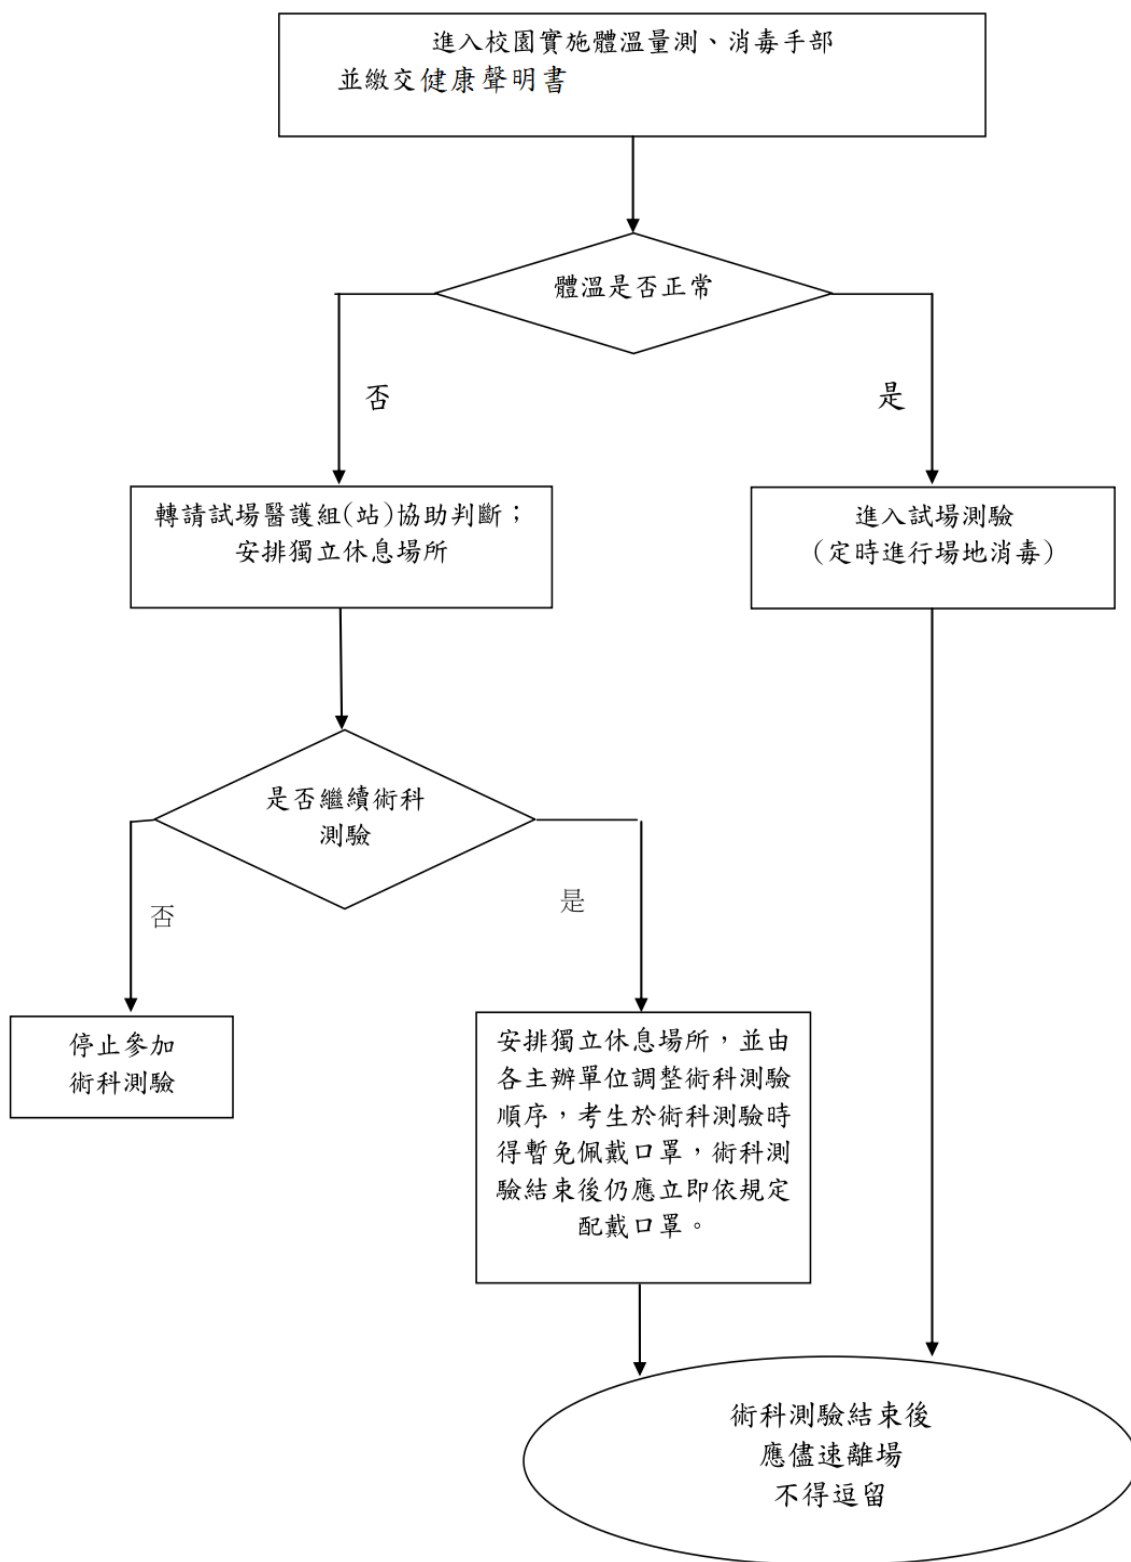 進入校園實施體溫量測、消毒手部
並繳交健康聲明書
體溫是否正常
否
是
轉請試場醫護組(站)協助判斷；
安排獨立休息場所
進入試場測驗
(定時進行場地消毒)
是否繼續術科
測驗
否
是
停止參加
術科測驗
安排獨立休息場所，並由
各主辦單位調整術科測驗
順序，考生於術科測驗時
得暫免佩戴口罩，術科測
驗結束後仍應立即依規定
配戴口罩。
術科測驗結束後
應儘速離場
不得逗留